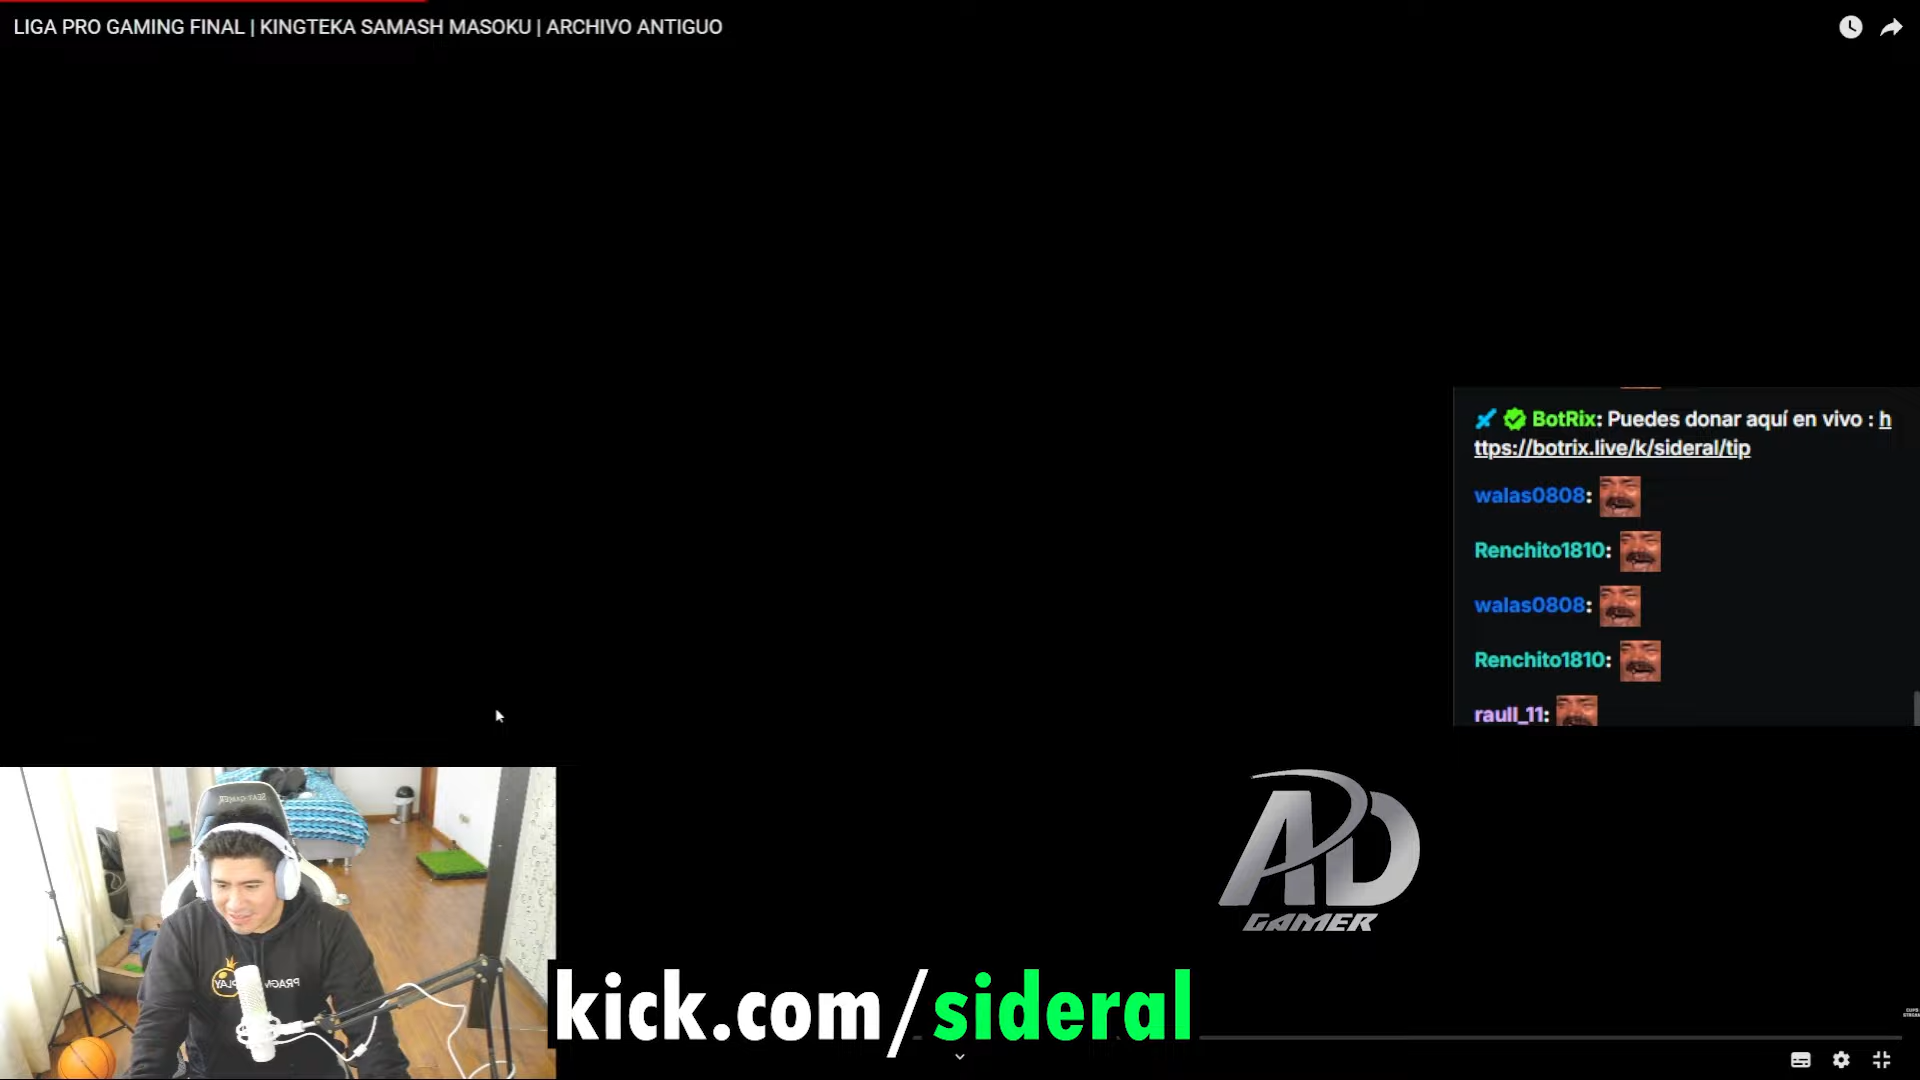 LIGA PRO GAMING FINAL | KINGTEKA SAMASH MASOKU | ARCHIVO ANTIGUO
BotRix: Puedes donar aquí en vivo : h
ttps://botrix.live/k/sideral/tip
walas0808:
Renchito1810:
walas0808:
Renchito1810:
raull_11:
AD
GAMER
kick.com/sideral